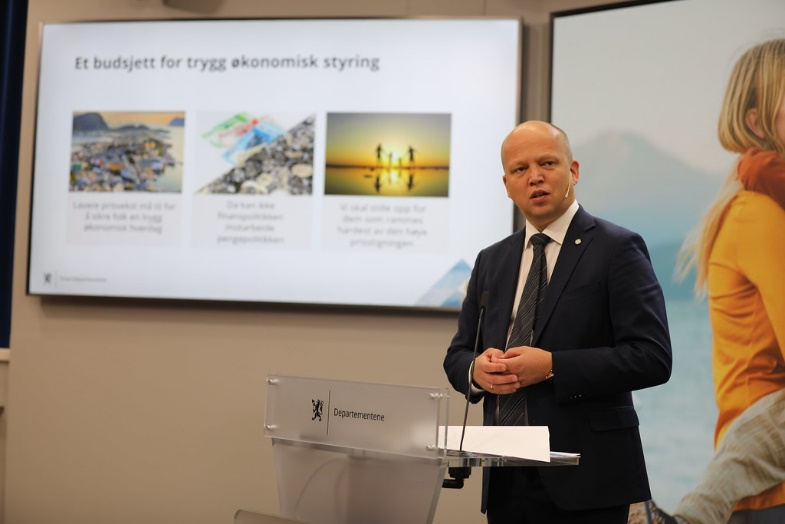 Et budsjett for trygg økonomisk styring
Lavere prisvekst må til for
å sikre folk en trygg
økonomisk hverdag
Da kan ikke
finanspolitikken
motarbeide
pengepolitikken
Vi skal stille opp for
dem som rammes
hardest av den høye
prisstigningen
Finansdepartementet
Departementene